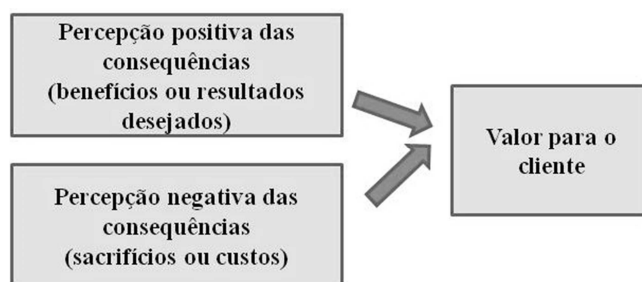 Percepção positiva das
consequências
(benefícios ou resultados
desejados)
Percepção negativa das
consequências
(sacrifícios ou custos)
Valor para o
cliente